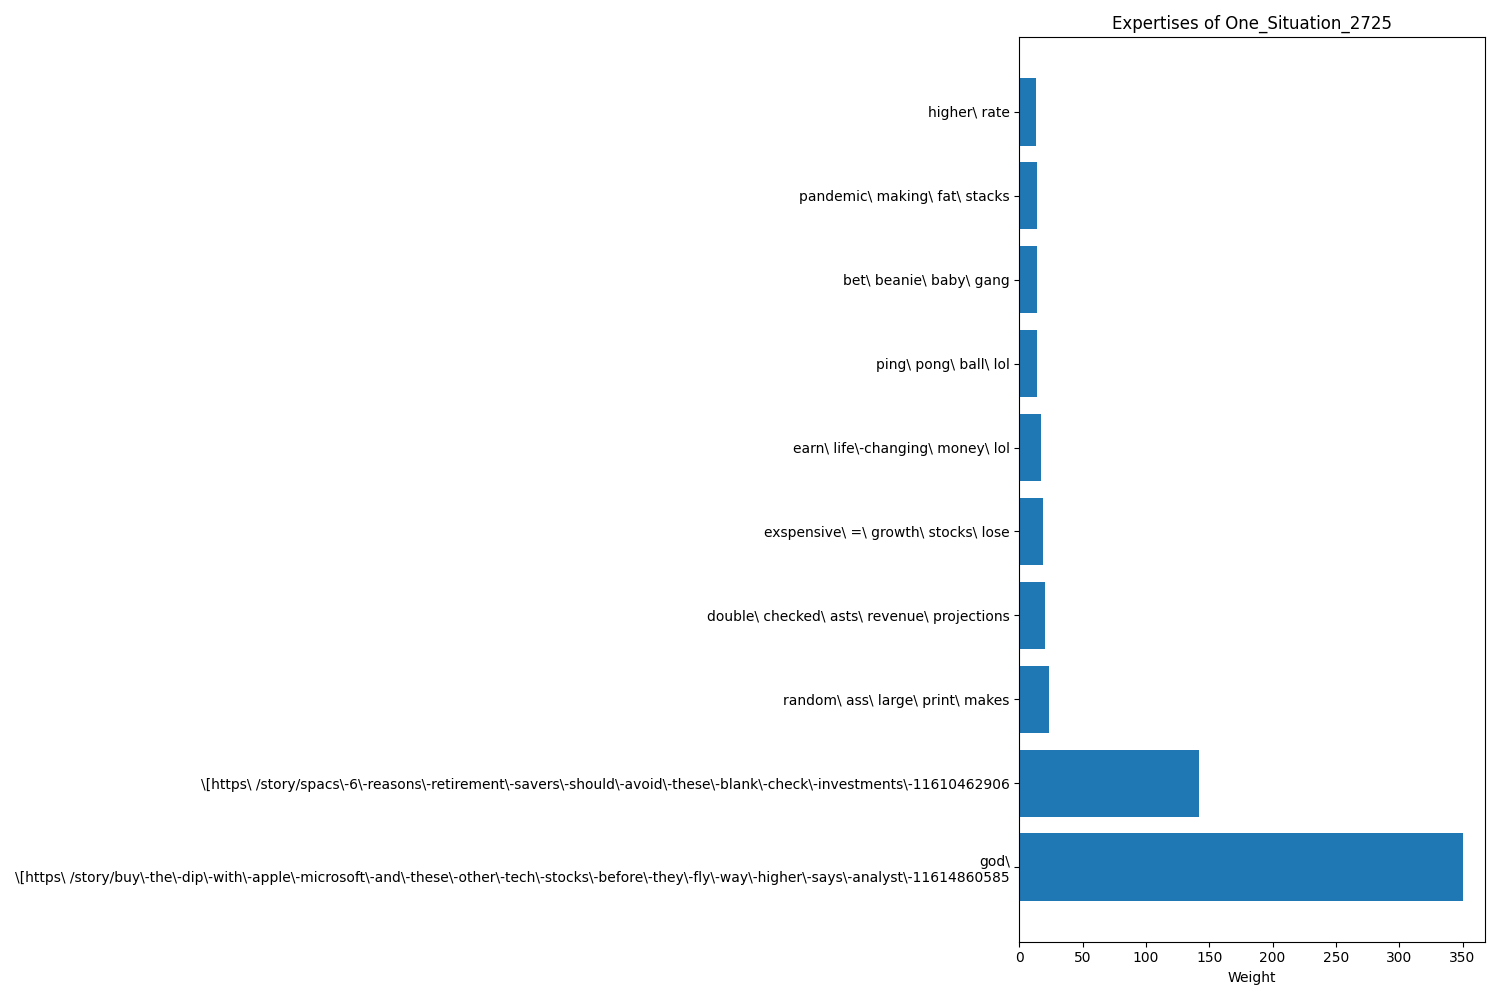 Expertises of One_Situation_2725
higher\ rate
pandemic\ making\ fat\ stacks
bet\ beanie\ baby\ gang
ping\ pong\ ball\ lol
earn\ life\-changing\ money\ lol
exspensive\ =\ growth\ stocks\ lose
double\ checked\ asts\ revenue\ projections
random\ ass\ large\ print\ makes
\[https\ /story/spacs\-6\-reasons\-retirement\-savers\-should\-avoid\-these\-blank\-check\-investments\-11610462906
god\
\[https\ /story/buy\-the\-dip\-with\-apple\-microsoft\-and\-these\-other\-tech\-stocks\-before\-they\-fly\-way\-higher\-says\-analyst\-11614860585
0 50 100 150 200 250 300 350
Weight